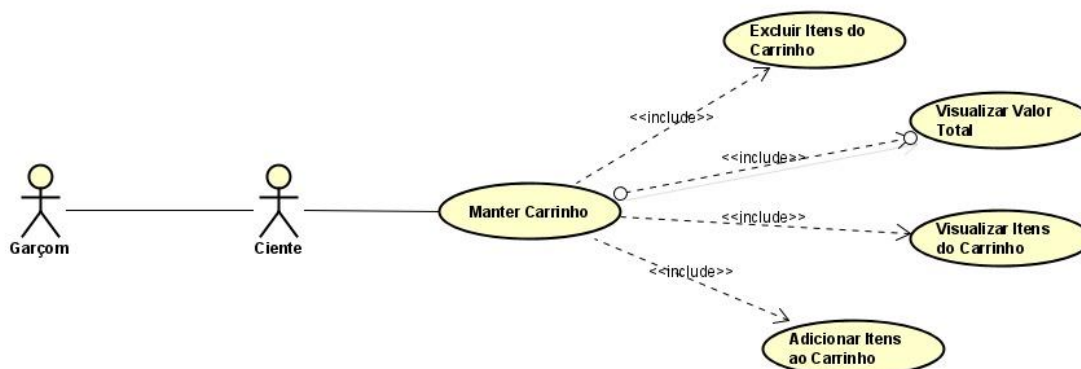 Excluir Itens do
Carrinho
<<include>>
Visualizar Valor
Total
<<include>>
Manter Carrinho
<<include>>
Visualizar Itens
do Carrinho
Garçom
Ciente
<<include>>
Adicionar Itens
ao Carrinho